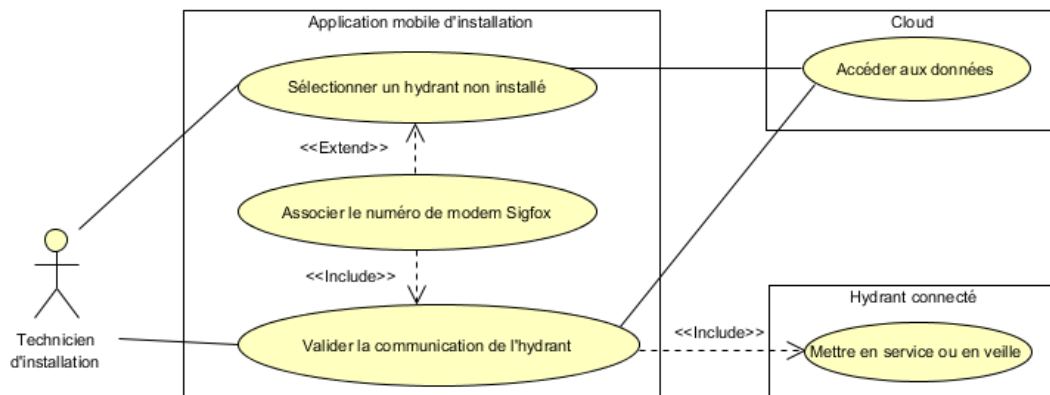 Application mobile d'installation
Cloud
Sélectionner un hydrant non installé
Accéder aux données
<<Extend>>
Associer le numéro de modem Sigfox
<<Include>>
Hydrant connecté
Technicien
d'installation
Valider la communication de l'hydrant
<<Include>>
Mettre en service ou en veille